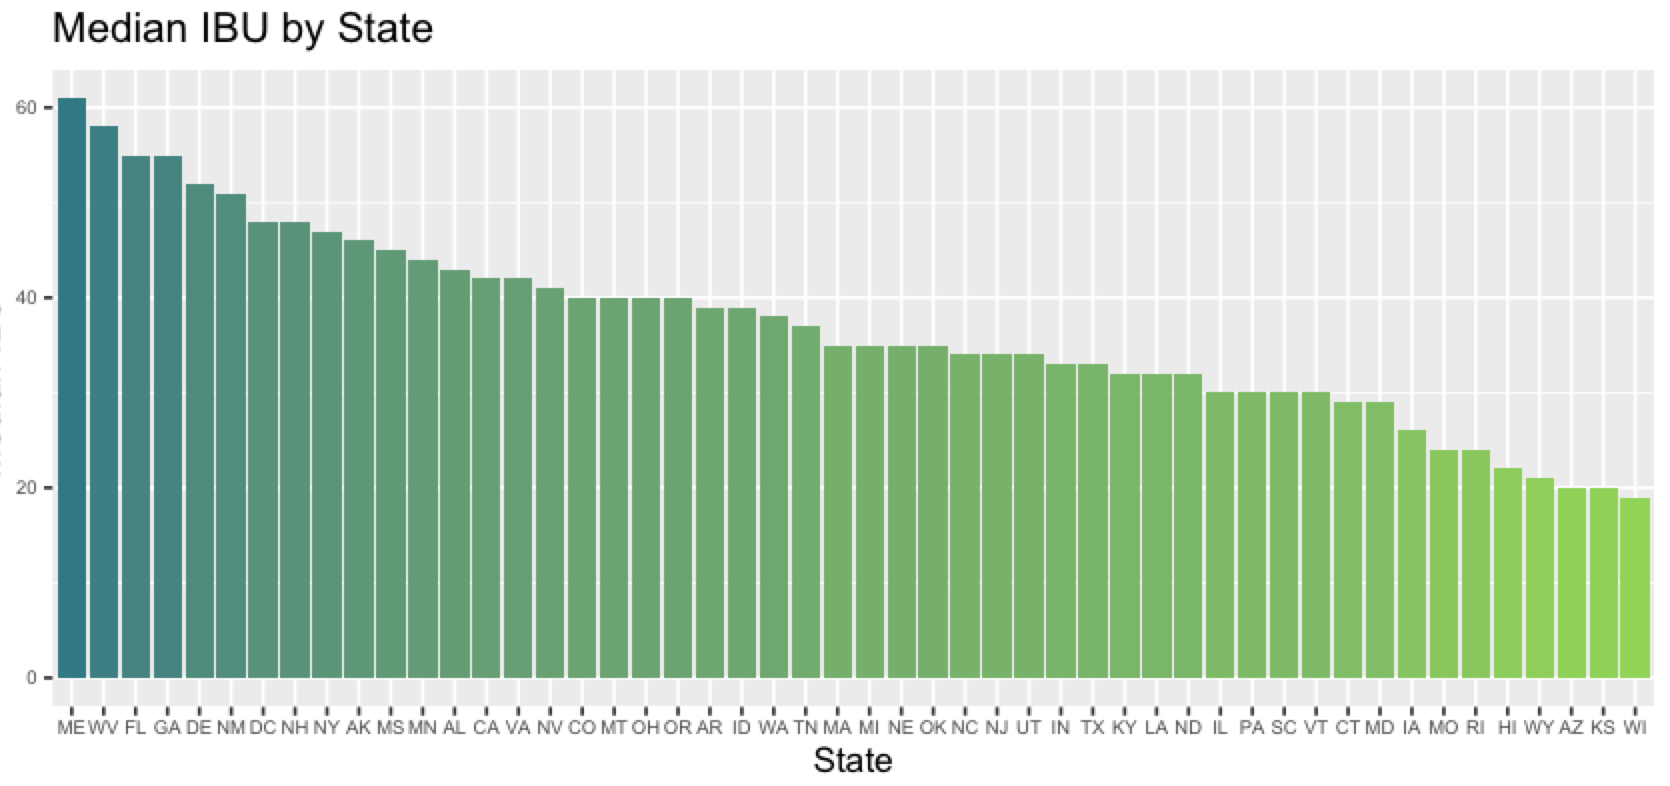 Median IBU by State
60
40
20
0
ME WV FL GA DE NM DC NH NY AK MS MN AL CA VA NV CO MT OH OR AR ID WA TN MA MI NE OK NC NJ UT IN TX KY LA ND IL PA SC VT CT MD IA MO RI HI WY AZ KS WI
State